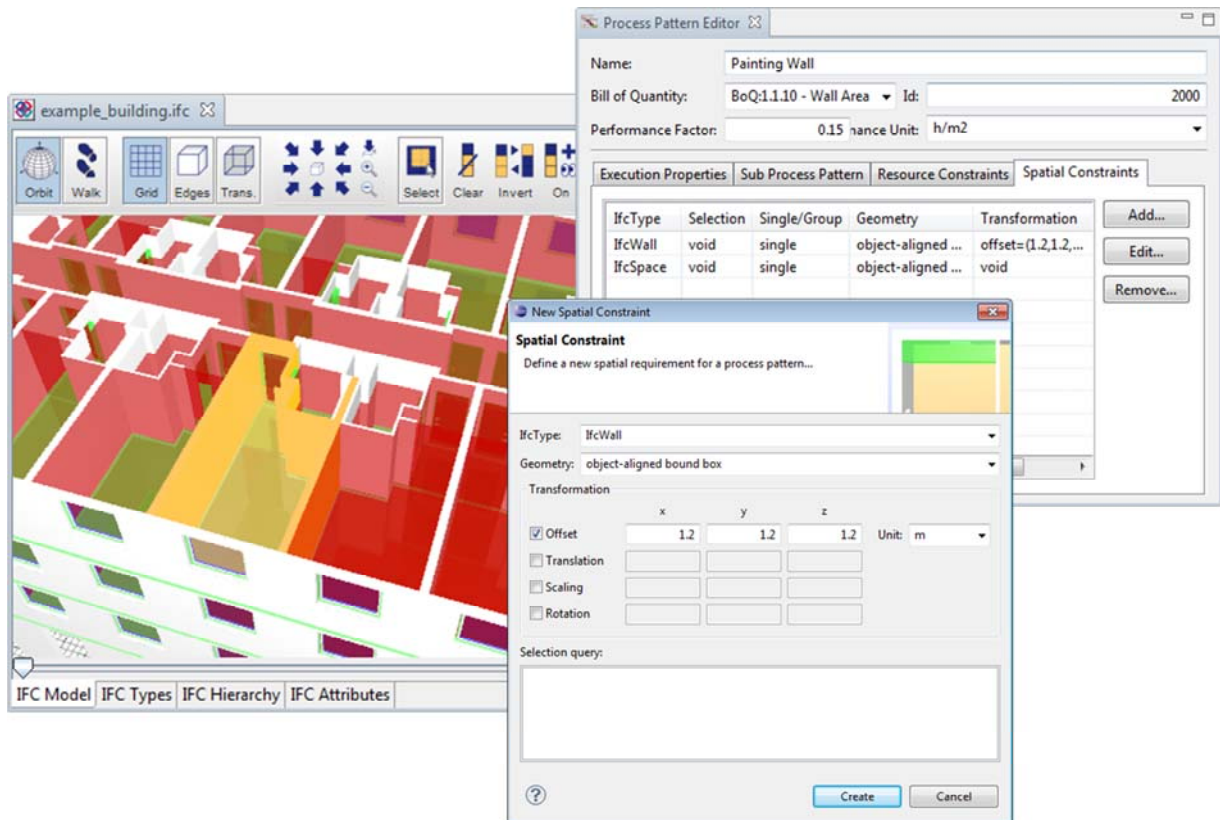 example_building.ifc
Orbit Walk Grid Edges Trans. Select Clear Invert On
IFC Model IFC Types IFC Hierarchy IFC Attributes
Process Pattern Editor
Name: Painting Wall
Bill of Quantity: BoQ:1.1.10 - Wall Area Id: 2000
Performance Factor: 0.15 nance Unit: h/m2
Execution Properties Sub Process Pattern Resource Constraints Spatial Constraints
IfcType Selection Single/Group Geometry Transformation Add...
IfcWall void single object-aligned ... offset=(1.2,1.2,... Edit...
IfcSpace void single object-aligned ... void
Remove...
New Spatial Constraint
Spatial Constraint
Define a new spatial requirement for a process pattern...
IfcType: IfcWall
Geometry: object-aligned bound box
Transformation
x y z
Offset 1.2 1.2 1.2 Unit: m
Translation
Scaling
Rotation
Selection query:
? Create Cancel